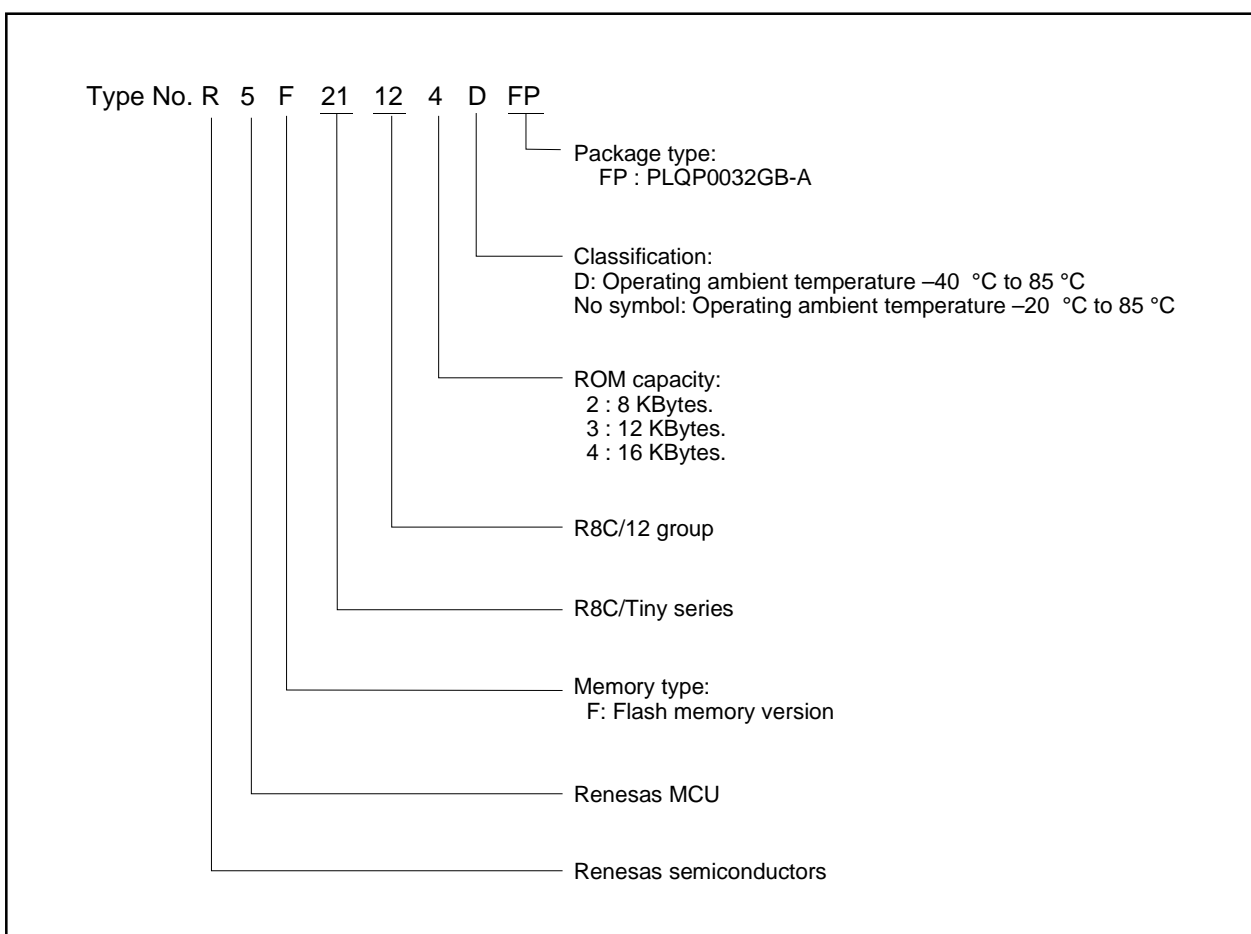 Type No. R 5 F 21 12 4 D FP
Package type:
FP : PLQP0032GB-A
Classification:
D: Operating ambient temperature –40 °C to 85 °C
No symbol: Operating ambient temperature –20 °C to 85 °C
ROM capacity:
2 : 8 KBytes.
3 : 12 KBytes.
4 : 16 KBytes.
R8C/12 group
R8C/Tiny series
Memory type:
F: Flash memory version
Renesas MCU
Renesas semiconductors